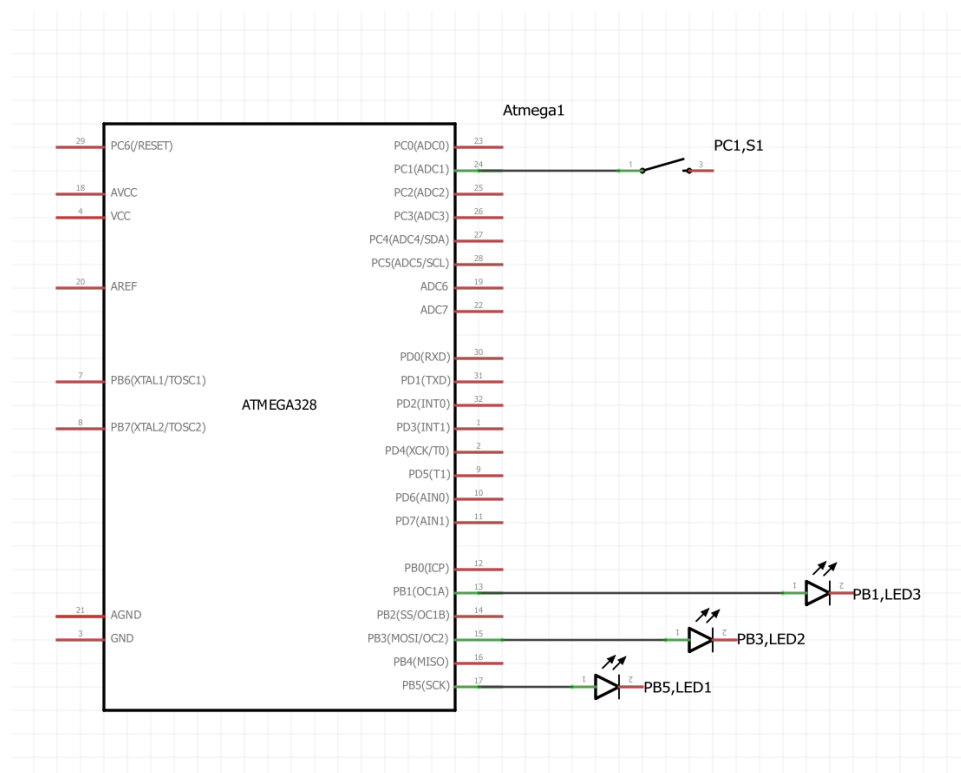 Atmega1
29 PC6(/RESET) PC0(ADC0) 23
PC1,S1
PC1(ADC1) 24 1 3
18 AVCC PC2(ADC2) 25
4 VCC PC3(ADC3) 26
PC4(ADC4/SDA) 27
PC5(ADC5/SCL) 28
20 AREF ADC6 19
ADC7 22
PD0(RXD) 30
7 PB6(XTAL1/TOSC1) PD1(TXD) 31
ATMEGA328 PD2(INT0) 32
8 PB7(XTAL2/TOSC2) PD3(INT1) 1
PD4(XCK/T0) 2
PD5(T1) 9
PD6(AIN0) 10
PD7(AIN1) 11
PB0(ICP) 12
PB1(OC1A) 13 1 2 PB1,LED3
21 AGND PB2(SS/OC1B) 14
3 GND PB3(MOSI/OC2) 15 1 2 PB3,LED2
PB4(MISO) 16
PB5(SCK) 17 1 2 PB5,LED1